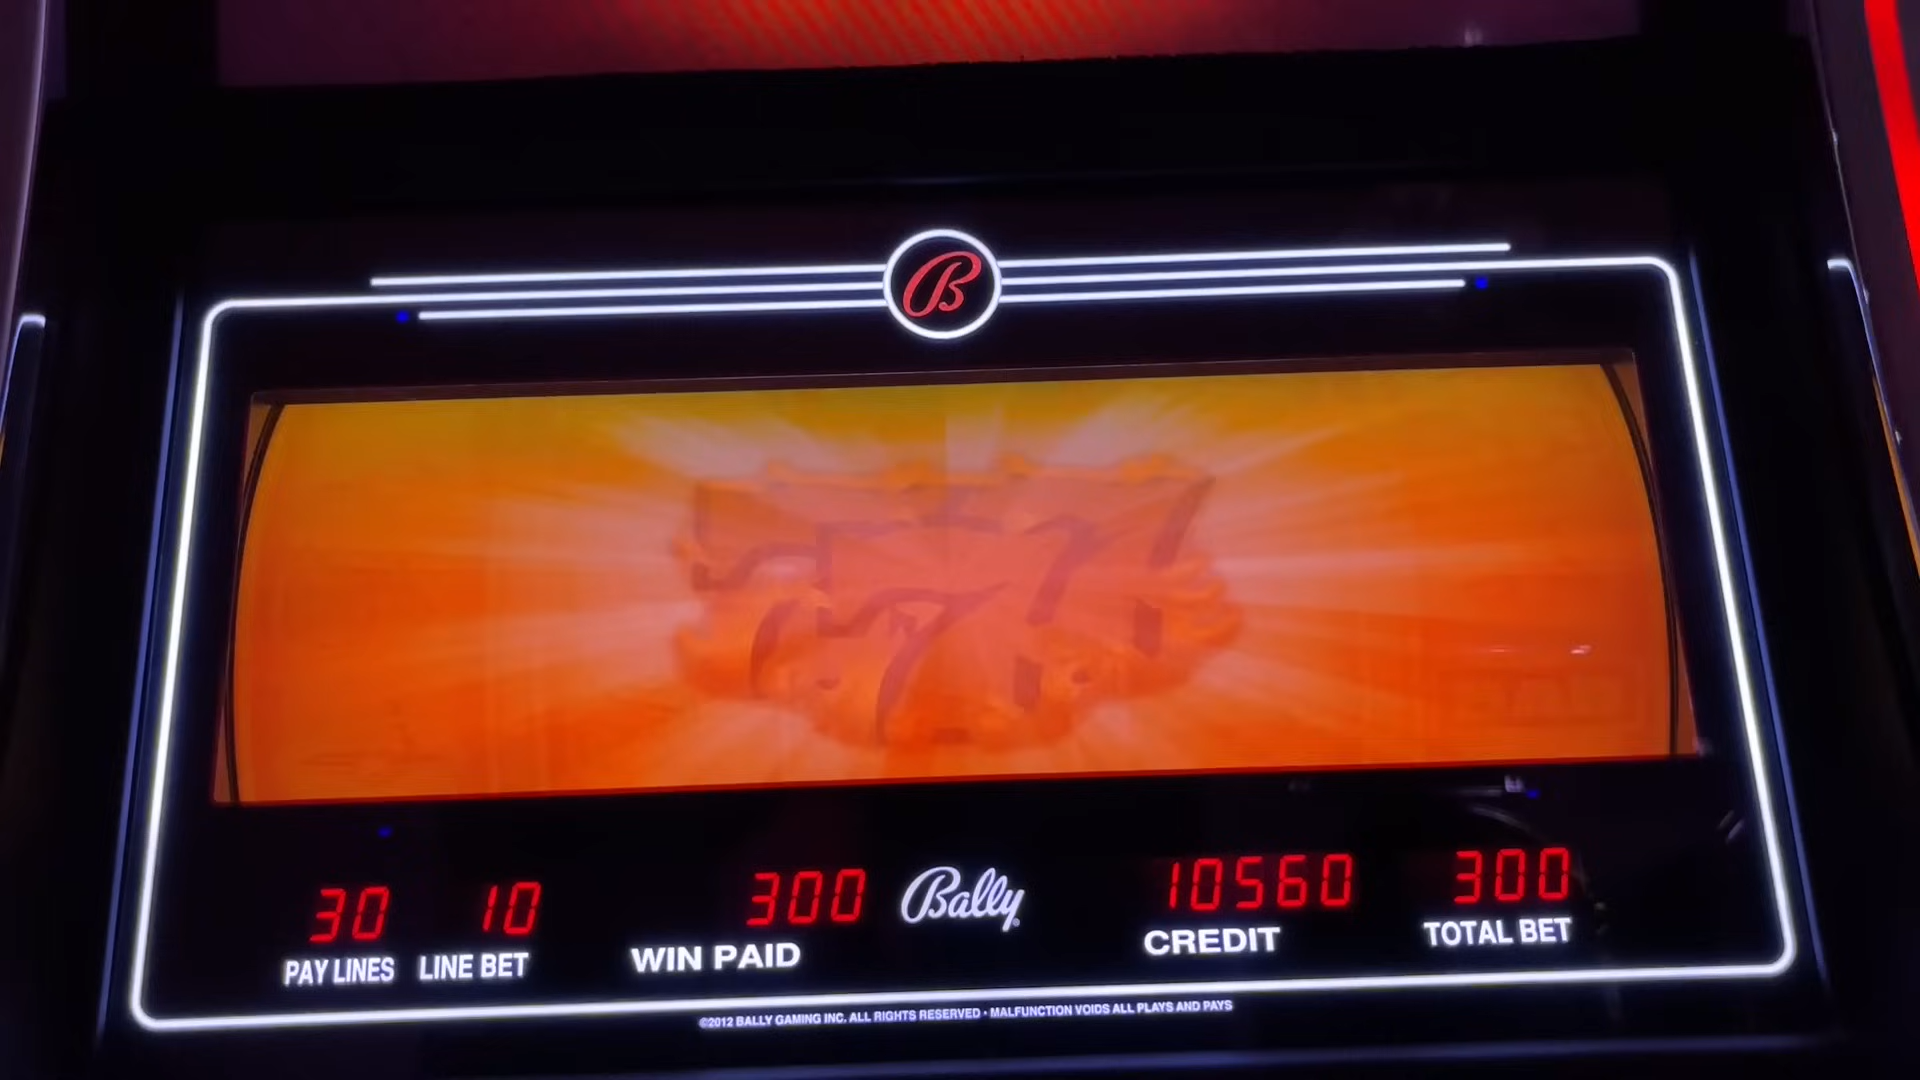 B
777
30 10 300 Bally 10560 300
PAY LINES LINE BET WIN PAID CREDIT TOTAL BET
©2012 BALLY GAMING INC. ALL RIGHTS RESERVED • MALFUNCTION VOIDS ALL PLAYS AND PAYS